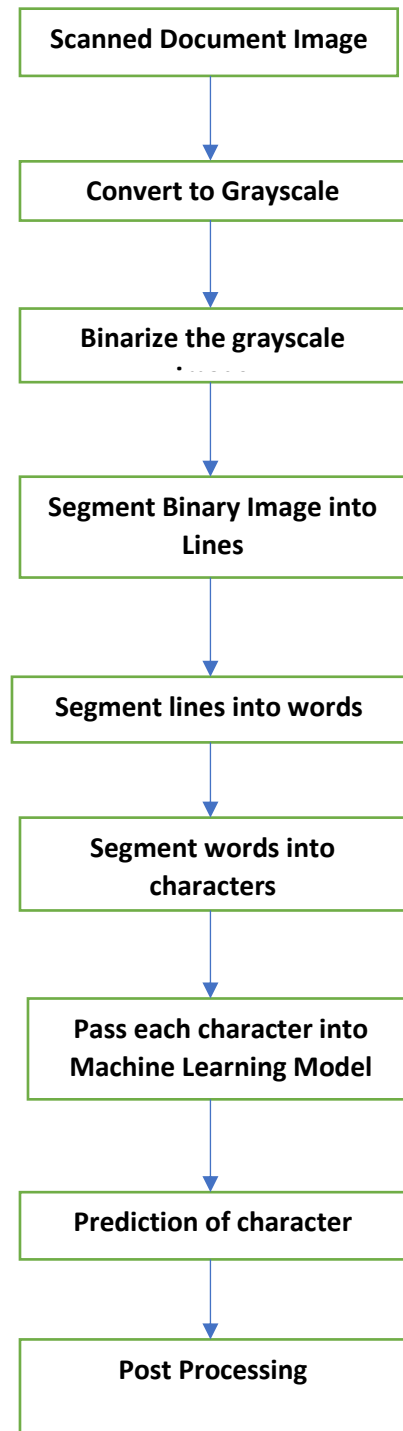 Scanned Document Image
Convert to Grayscale
Binarize the grayscale
Segment Binary Image into
Lines
Segment lines into words
Segment words into
characters
Pass each character into
Machine Learning Model
Prediction of character
Post Processing